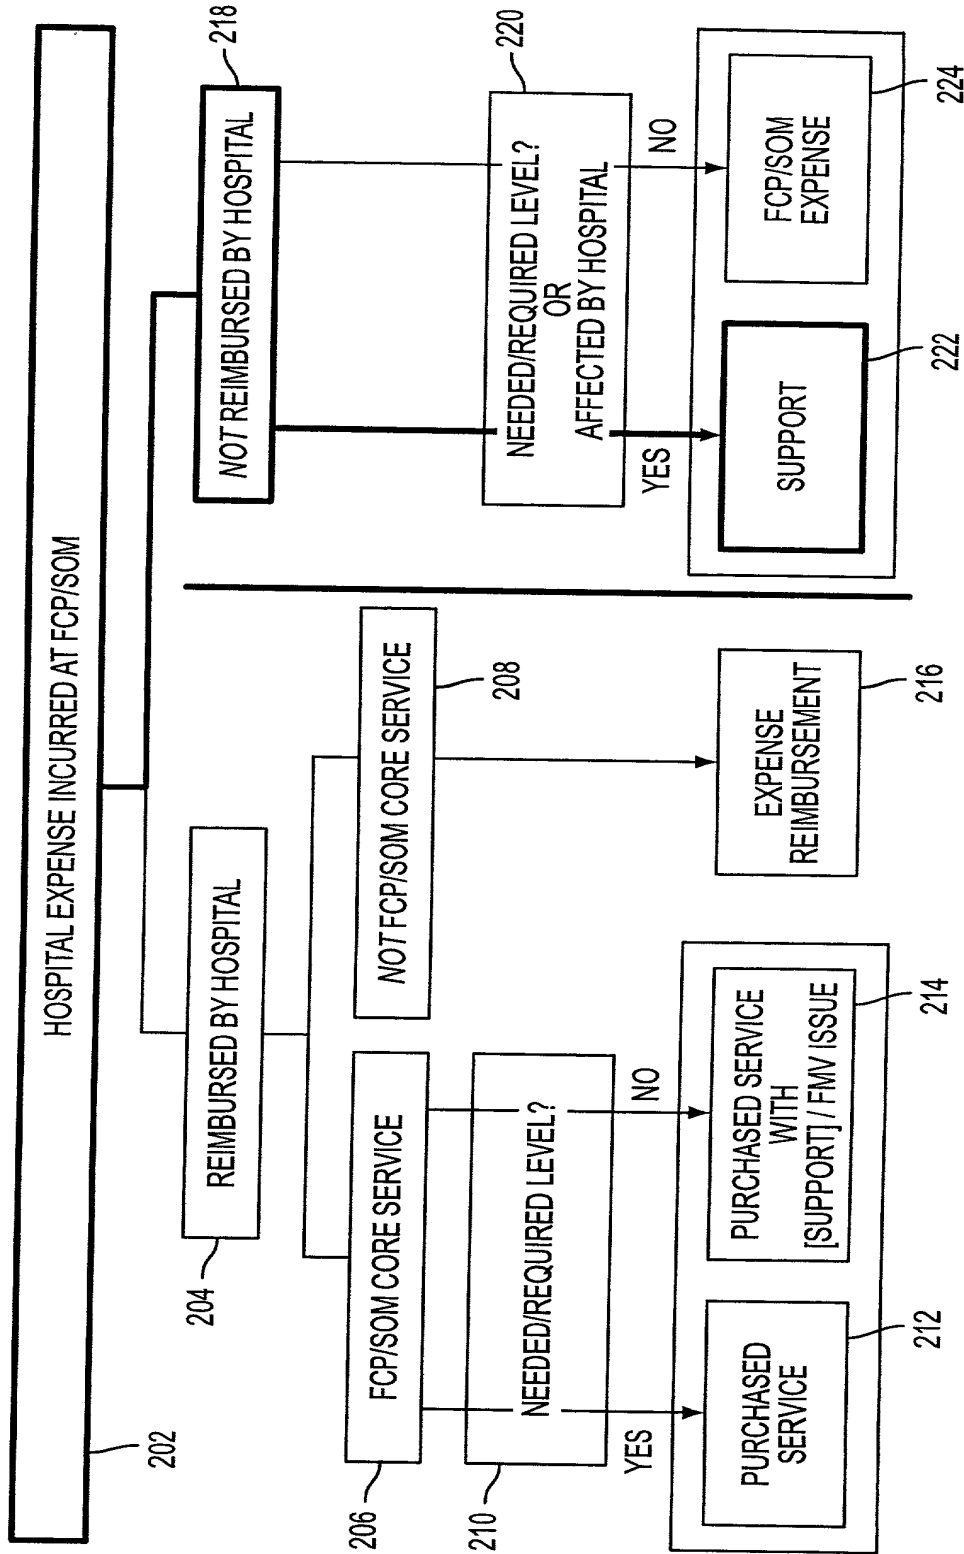 HOSPITAL EXPENSE INCURRED AT FCP/SOM
202
REIMBURSED BY HOSPITAL
204
NOT REIMBURSED BY HOSPITAL
218
FCP/SOM CORE SERVICE
206
NOT FCP/SOM CORE SERVICE
208
NEEDED/REQUIRED LEVEL?
210
NEEDED/REQUIRED LEVEL?
OR
AFFECTED BY HOSPITAL
220
YES
NO
YES
NO
PURCHASED
SERVICE
212
PURCHASED SERVICE
WITH
[SUPPORT] / FMV ISSUE
214
EXPENSE
REIMBURSEMENT
216
SUPPORT
222
FCP/SOM
EXPENSE
224